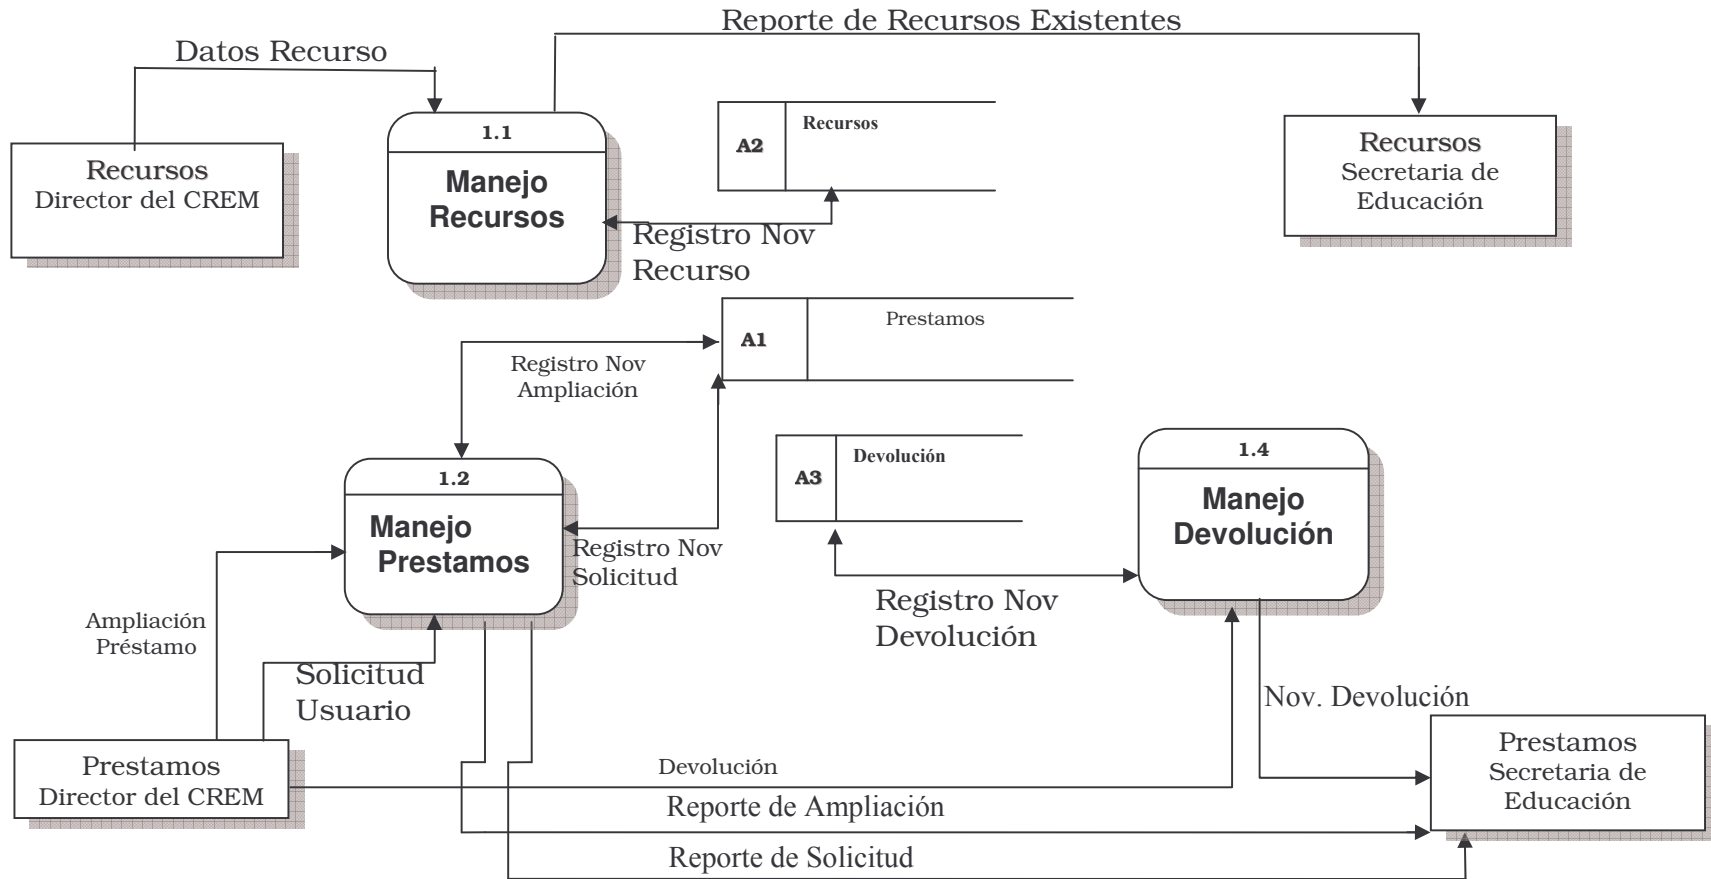 Reporte de Recursos Existentes
Datos Recurso
1.1
Manejo
Recursos
A2
Recursos
Recursos
Director del CREM
Recursos
Secretaria de
Educación
Registro Nov
Recurso
A1
Prestamos
Registro Nov
Ampliación
A3
Devolución
1.4
Manejo
Devolución
1.2
Manejo
Prestamos
Registro Nov
Solicitud
Registro Nov
Devolución
Ampliación
Préstamo
Solicitud
Usuario
Nov. Devolución
Prestamos
Director del CREM
Devolución
Reporte de Ampliación
Reporte de Solicitud
Prestamos
Secretaria de
Educación